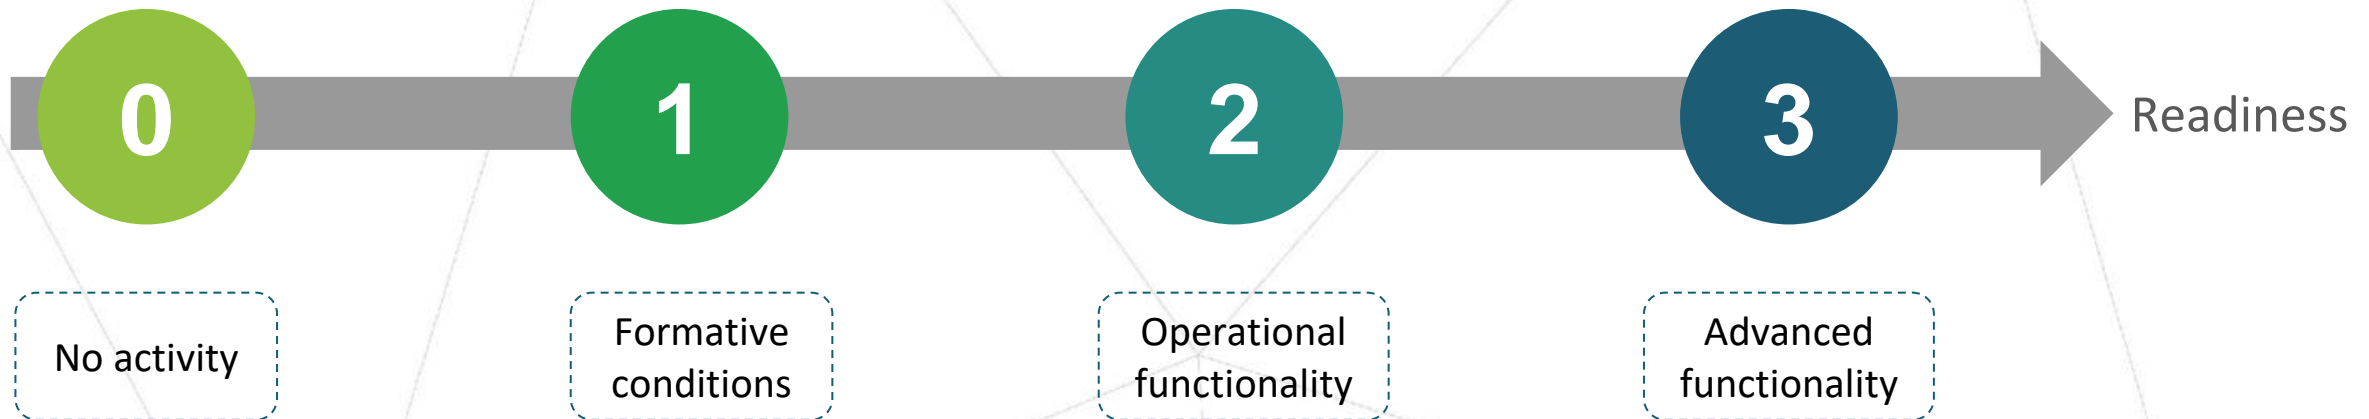 0
1
2
3
Readiness
No activity
Formative
conditions
Operational
functionality
Advanced
functionality